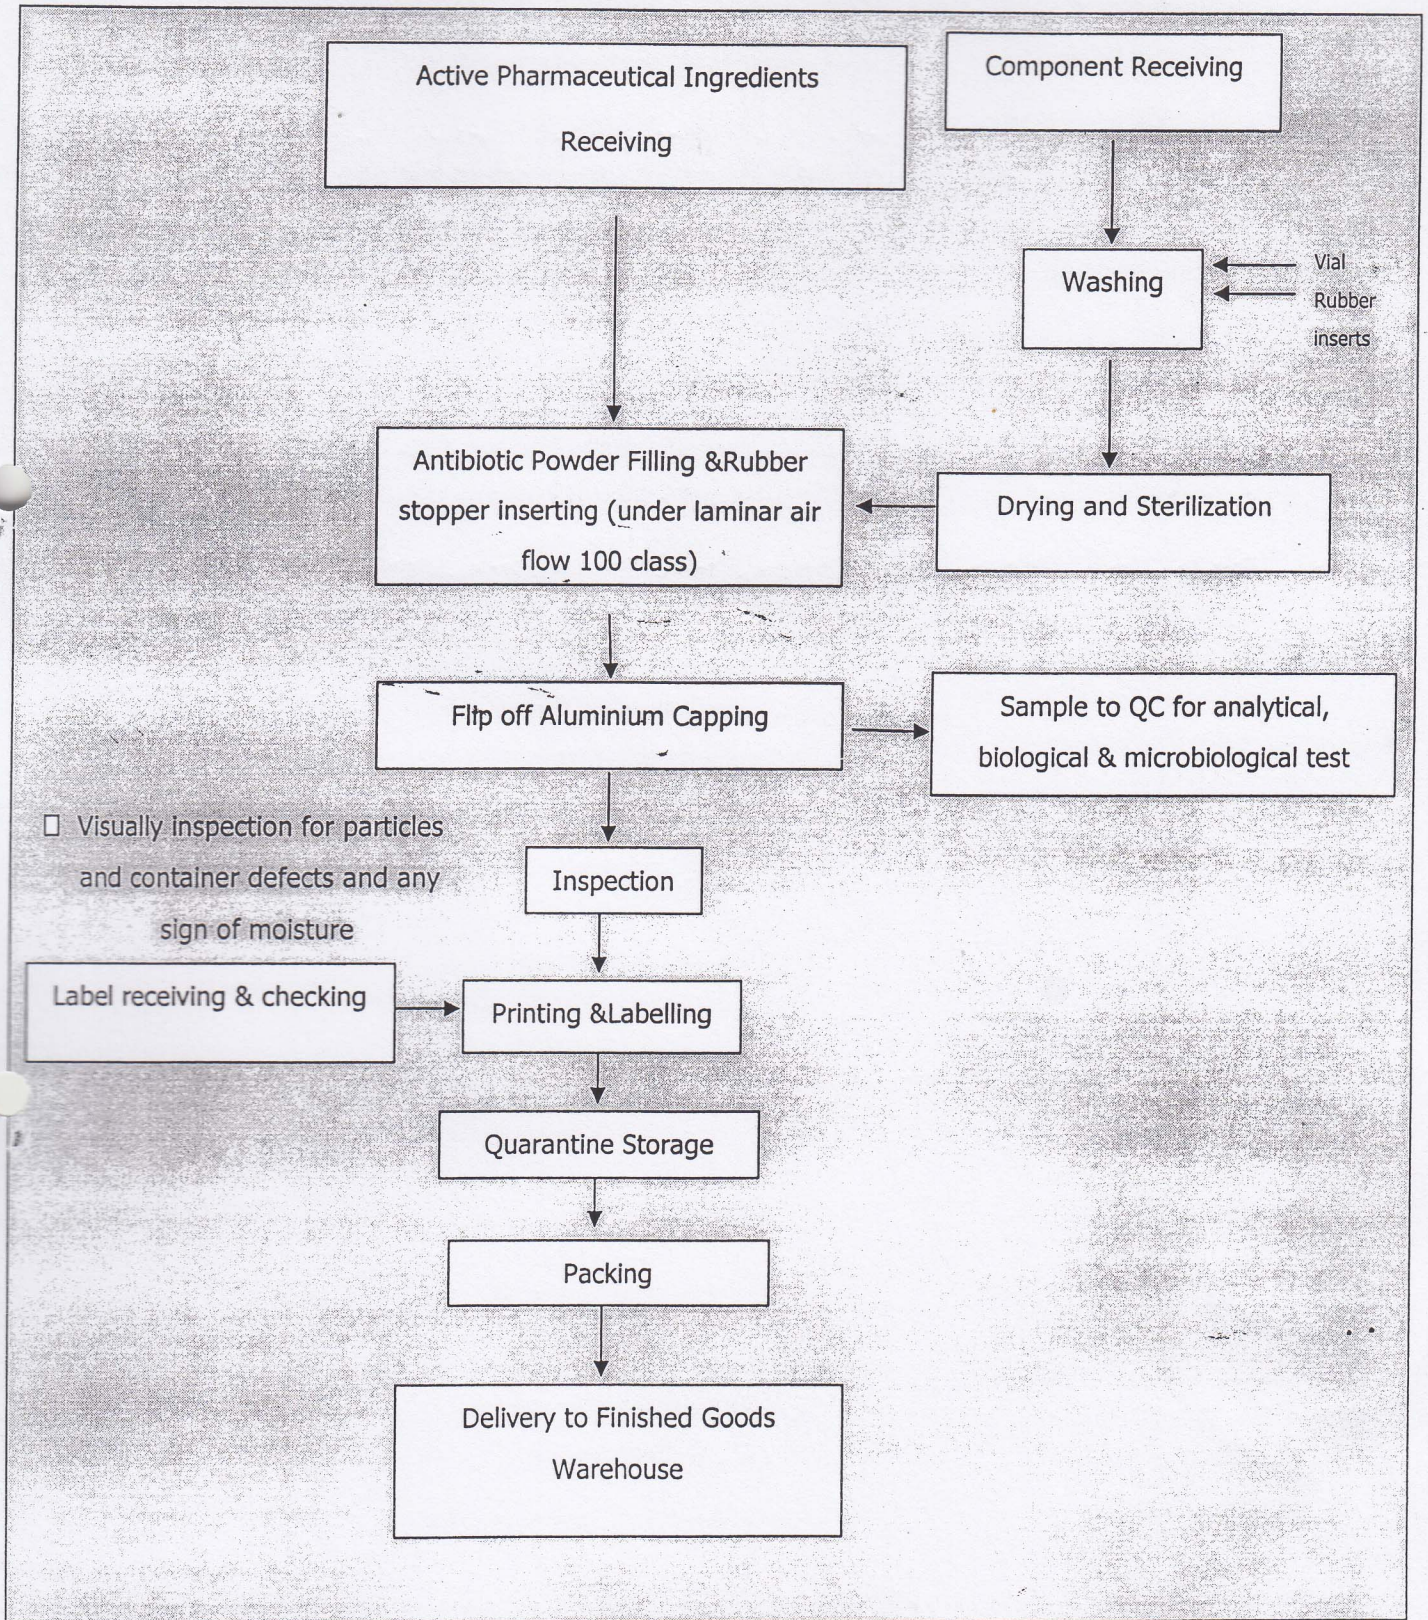 Active Pharmaceutical Ingredients
Receiving
Component Receiving
Washing
Vial
Rubber
inserts
Antibiotic Powder Filling &Rubber
stopper inserting (under laminar air
flow 100 class)
Drying and Sterilization
Flip off Aluminium Capping
Sample to QC for analytical,
biological & microbiological test
☐ Visually inspection for particles
and container defects and any
sign of moisture
Inspection
Label receiving & checking
Printing &Labelling
Quarantine Storage
Packing
Delivery to Finished Goods
Warehouse